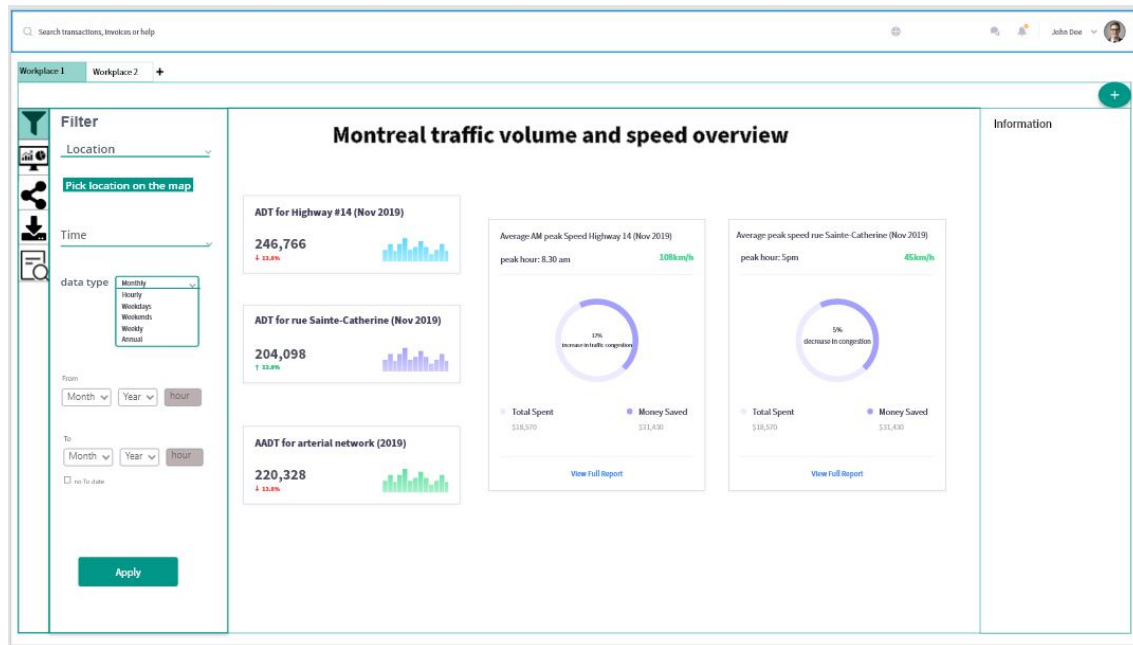 Search transactions, invoices or help
John Doe
Workplace 1
Workplace 2 +
+
Filter
Location
Pick location on the map
Time
data type
Monthly
Hourly
Weekdays
Weekends
Weekly
Annual
From
Month Year hour
To
Month Year hour
no To date
Apply
Montreal traffic volume and speed overview
ADT for Highway #14 (Nov 2019)
246,766
↓ 13.8%
ADT for rue Sainte-Catherine (Nov 2019)
204,098
↑ 13.8%
AADT for arterial network (2019)
220,328
↓ 13.8%
Average AM peak Speed Highway 14 (Nov 2019)
peak hour: 8.30 am 108km/h
17%
increase in traffic congestion
Total Spent Money Saved
$18,570 $31,430
View Full Report
Average peak speed rue Sainte-Catherine (Nov 2019)
peak hour: 5pm 45km/h
5%
decrease in congestion
Total Spent Money Saved
$18,570 $31,430
View Full Report
Information